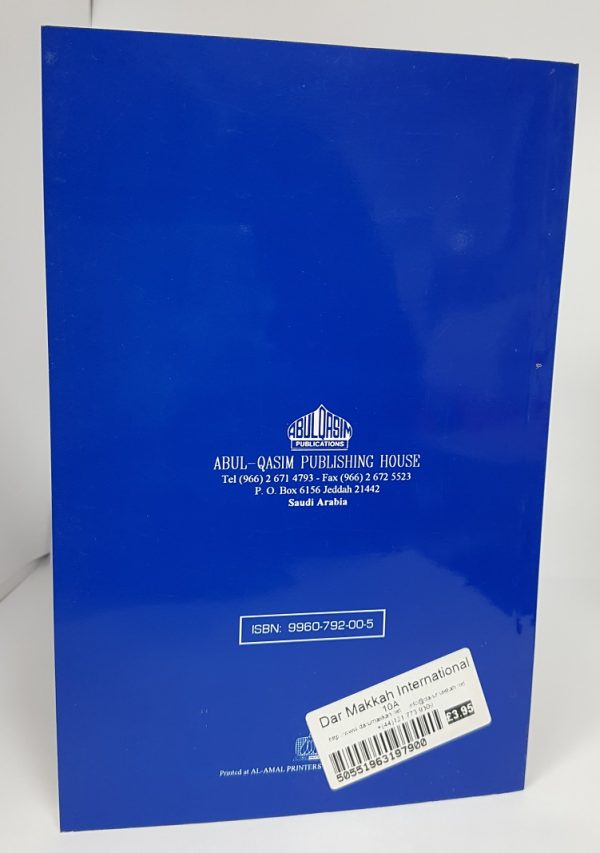 ABULQASIM
PUBLICATIONS
ABUL-QASIM PUBLISHING HOUSE
Tel (966) 2 671 4793 - Fax (966) 2 672 5523
P. O. Box 6156 Jeddah 21442
Saudi Arabia
ISBN: 9960-792-00-5
Dar Makkah International
10A
£3.95
50551963197900
Printed at AL-AMAL PRINTERS